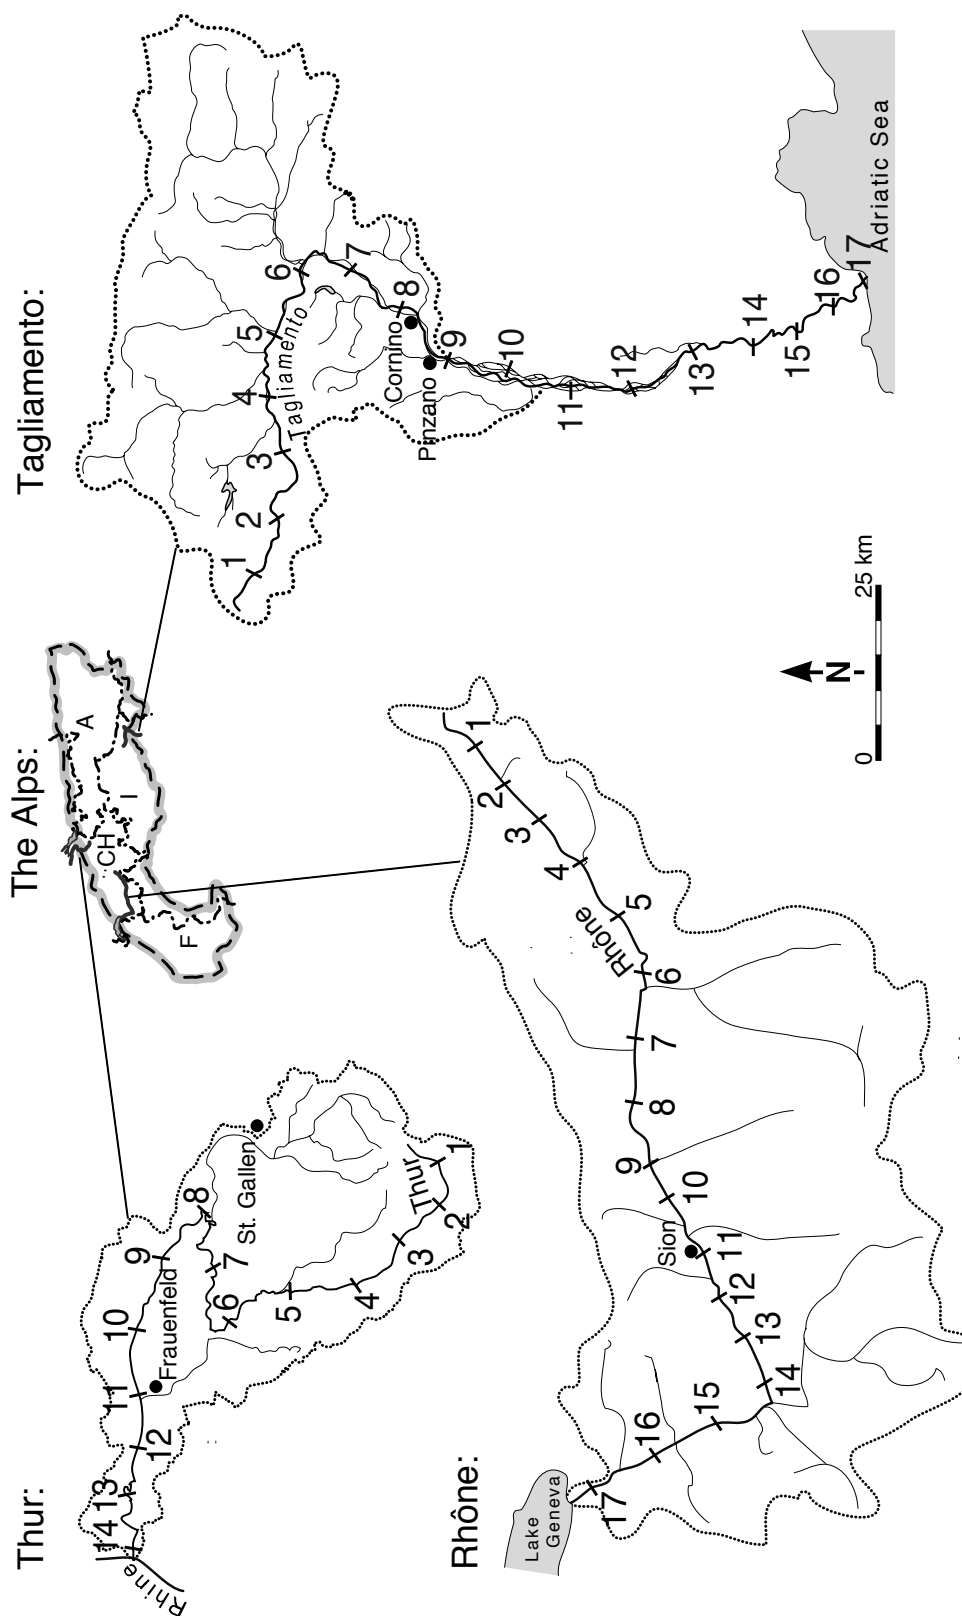 Thur:
Rhine
14
13
12
11
10
9
8
7
6
5
4
3
2
1
Frauenfeld
St. Gallen
Thur
The Alps:
F
CH
I
A
Tagliamento:
1
2
3
4
5
6
7
8
9
10
11
12
13
14
15
16
17
Tagliamento
Cornino
Pinzano
Adriatic Sea
Rhône:
Lake
Geneva
17
16
15
14
13
12
11
10
9
8
7
6
5
4
3
2
1
Sion
Rhône
N
0
25 km